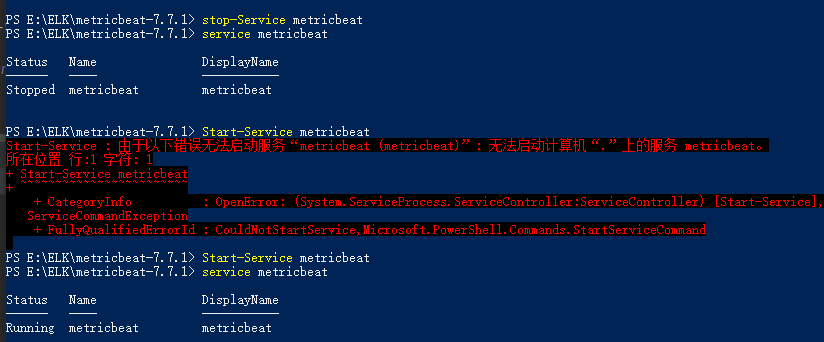 PS E:\ELK\metricbeat-7.7.1> stop-Service metricbeat
PS E:\ELK\metricbeat-7.7.1> service metricbeat
Status Name DisplayName
------ ---- -----------
Stopped metricbeat metricbeat
PS E:\ELK\metricbeat-7.7.1> Start-Service metricbeat
Start-Service : 由于以下错误无法启动服务“metricbeat (metricbeat)”: 无法启动计算机“.”上的服务 metricbeat。
所在位置 行:1 字符: 1
+ Start-Service metricbeat
+ ~~~~~~~~~~~~~~~~~~~~~~~~
+ CategoryInfo : OpenError: (System.ServiceProcess.ServiceController:ServiceController) [Start-Service],
ServiceCommandException
+ FullyQualifiedErrorId : CouldNotStartService,Microsoft.PowerShell.Commands.StartServiceCommand
PS E:\ELK\metricbeat-7.7.1> Start-Service metricbeat
PS E:\ELK\metricbeat-7.7.1> service metricbeat
Status Name DisplayName
------ ---- -----------
Running metricbeat metricbeat